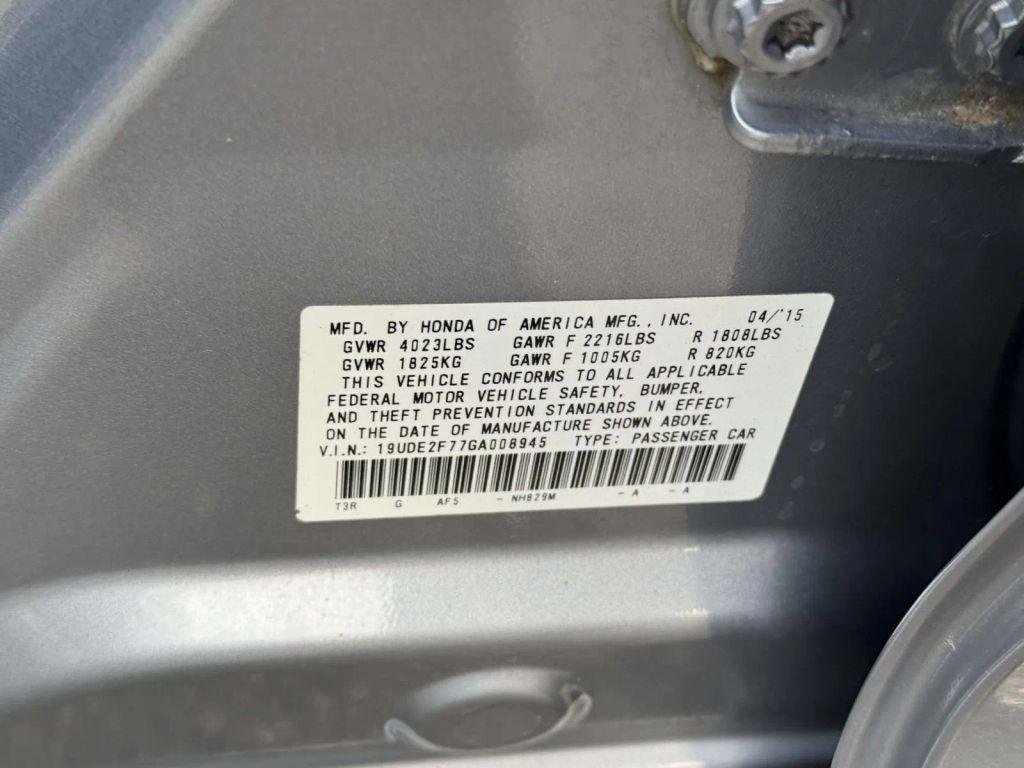 MFD. BY HONDA OF AMERICA MFG., INC. 04/'15
GVWR 4023LBS GAWR F 2216LBS R 1808LBS
GVWR 1825KG GAWR F 1005KG R 820KG
THIS VEHICLE CONFORMS TO ALL APPLICABLE
FEDERAL MOTOR VEHICLE SAFETY, BUMPER,
AND THEFT PREVENTION STANDARDS IN EFFECT
ON THE DATE OF MANUFACTURE SHOWN ABOVE.
V.I.N.: 19UDE2F77GA008945 TYPE: PASSENGER CAR
T3R G AF5 - NH829M - A - A